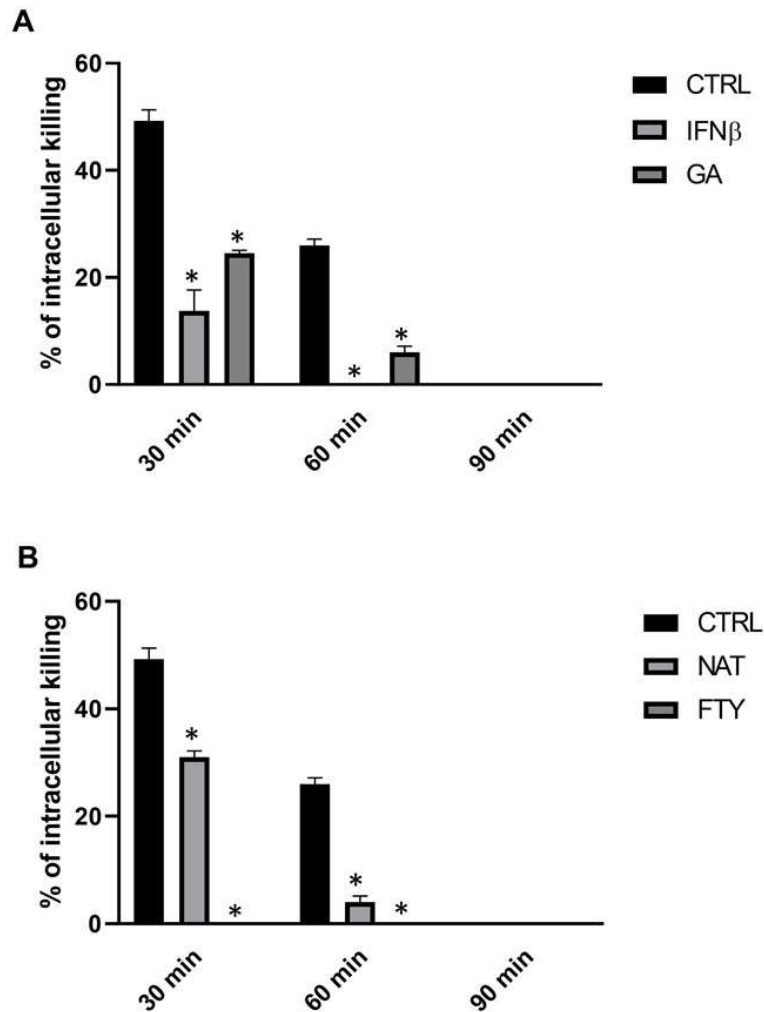 A
% of intracellular killing
60
40
20
0
*
*
*
*
30 min
60 min
90 min
CTRL
IFNβ
GA
B
% of intracellular killing
60
40
20
0
*
*
*
*
30 min
60 min
90 min
CTRL
NAT
FTY